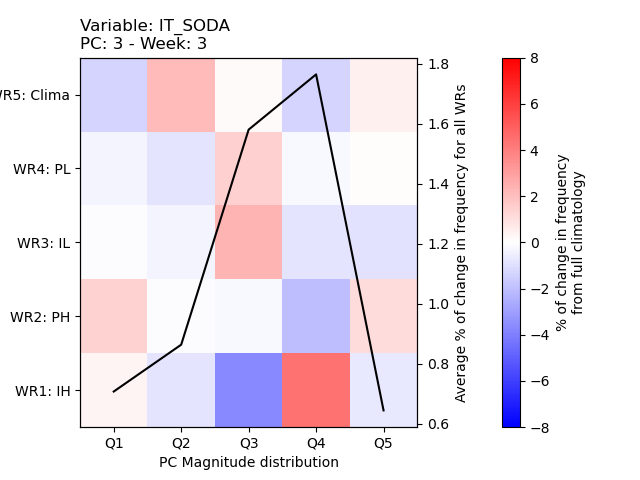 Variable: IT_SODA
PC: 3 - Week: 3
WR5: Clima
WR4: PL
WR3: IL
WR2: PH
WR1: IH
Q1 Q2 Q3 Q4 Q5
PC Magnitude distribution
1.8
1.6
1.4
1.2
1.0
0.8
0.6
Average % of change in frequency for all WRs
8
6
4
2
0
−2
−4
−6
−8
% of change in frequency
from full climatology